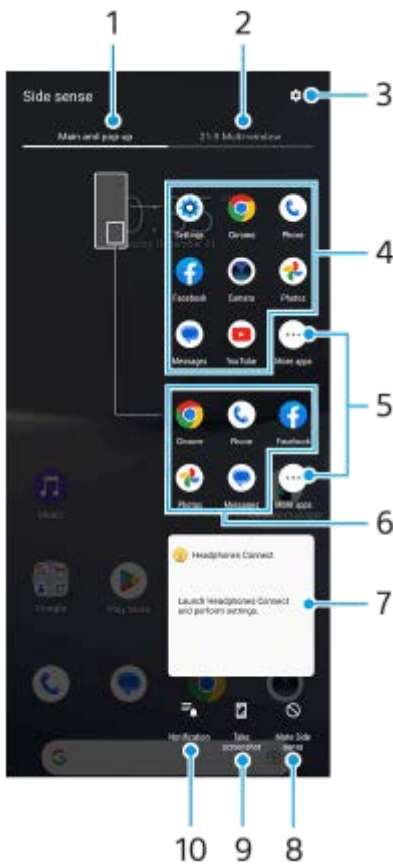 1
2
Side sense
3
Main and pop-up
21:9 Multi-window
Settings
Chrome
Phone
4
Facebook
Camera
Photos
Messages
YouTube
More apps
5
Chrome
Phone
Facebook
Photos
Messages
More apps
6
Music
Headphones Connect
7
Launch Headphones Connect
and perform settings.
Google
Play Store
Notification
Take
screenshot
Mute Side
sense
10
9
8